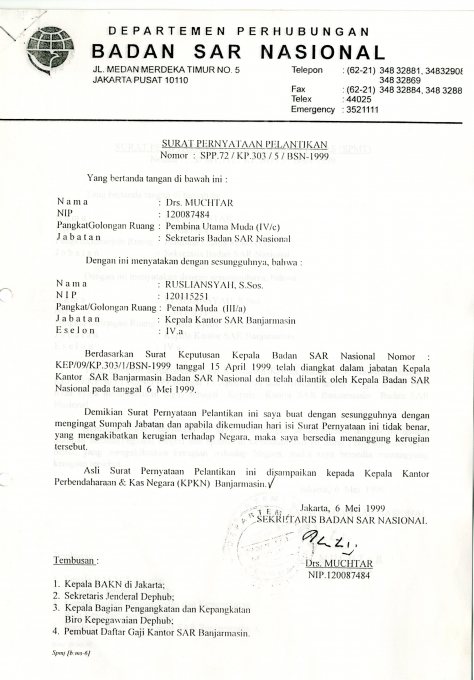 DEPARTEMEN PERHUBUNGAN
BADAN SAR NASIONAL
JL. MEDAN MERDEKA TIMUR NO. 5
JAKARTA PUSAT 10110
Telepon : (62-21) 348 32881, 34832908
348 32869
Fax : (62-21) 348 32884, 348 3288
Telex : 44025
Emergency : 3521111
SURAT PERNYATAAN PELANTIKAN
Nomor : SPP.72 / KP.303 / 5 / BSN-1999
Yang bertanda tangan di bawah ini :
N a m a : Drs. MUCHTAR
NIP : 120087484
PangkatGolongan Ruang : Pembina Utama Muda (IV/c)
J a b a t a n : Sekretaris Badan SAR Nasional
Dengan ini menyatakan dengan sesungguhnya, bahwa :
N a m a : RUSLIANSYAH, S.Sos.
N I P : 120115251
Pangkat/Golongan Ruang : Penata Muda (III/a)
J a b a t a n : Kepala Kantor SAR Banjarmasin
E s e l o n : IV.a
Berdasarkan Surat Keputusan Kepala Badan SAR Nasional Nomor :
KEP/09/KP.303/1/BSN-1999 tanggal 15 April 1999 telah diangkat dalam jabatan Kepala
Kantor SAR Banjarmasin Badan SAR Nasional dan telah dilantik oleh Kepala Badan SAR
Nasional pada tanggal 6 Mei 1999.
Demikian Surat Pernyataan Pelantikan ini saya buat dengan sesungguhnya dengan
mengingat Sumpah Jabatan dan apabila dikemudian hari isi Surat Pernyataan ini tidak benar,
yang mengakibatkan kerugian terhadap Negara, maka saya bersedia menanggung kerugian
tersebut.
Asli Surat Pernyataan Pelantikan ini disampaikan kepada Kepala Kantor
Perbendaharaan & Kas Negara (KPKN) Banjarmasin.
Jakarta, 6 Mei 1999
SEKRETARIS BADAN SAR NASIONAL
Drs. MUCHTAR
NIP.120087484
Tembusan :
1. Kepala BAKN di Jakarta;
2. Sekretaris Jenderal Dephub;
3. Kepala Bagian Pengangkatan dan Kepangkatan
Biro Kepegawaian Dephub;
4. Pembuat Daftar Gaji Kantor SAR Banjarmasin.